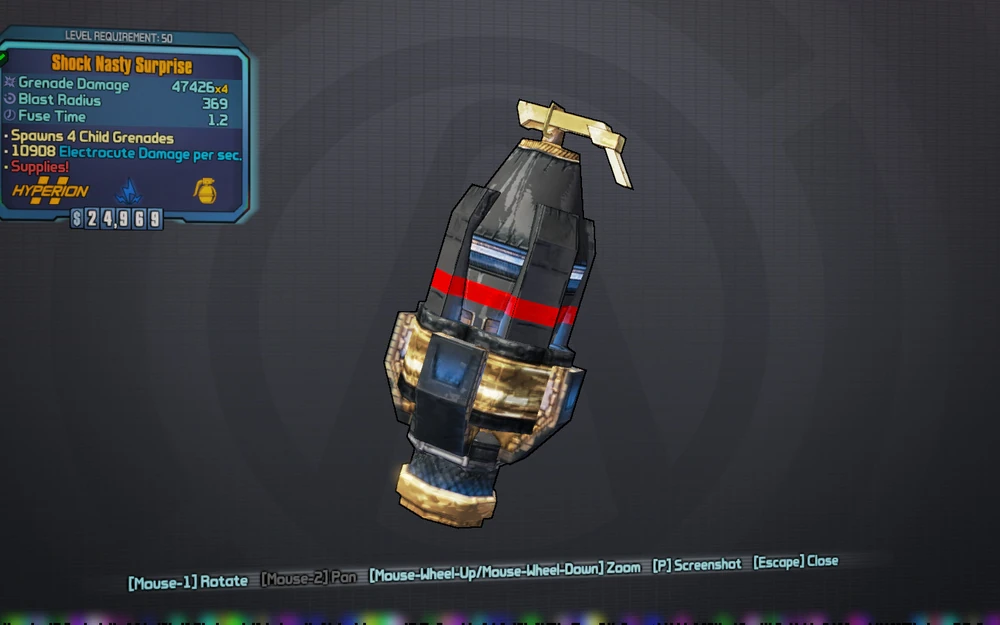 LEVEL REQUIREMENT: 50
Shock Nasty Surprise
Grenade Damage 47426x4
Blast Radius 369
Fuse Time 1.2
• Spawns 4 Child Grenades
• 10908 Electrocute Damage per sec.
• Supplies!
HYPERION
$ 24,969
[Mouse-1] Rotate [Mouse-2] Pan [Mouse-Wheel-Up/Mouse-Wheel-Down] Zoom [P] Screenshot [Escape] Close